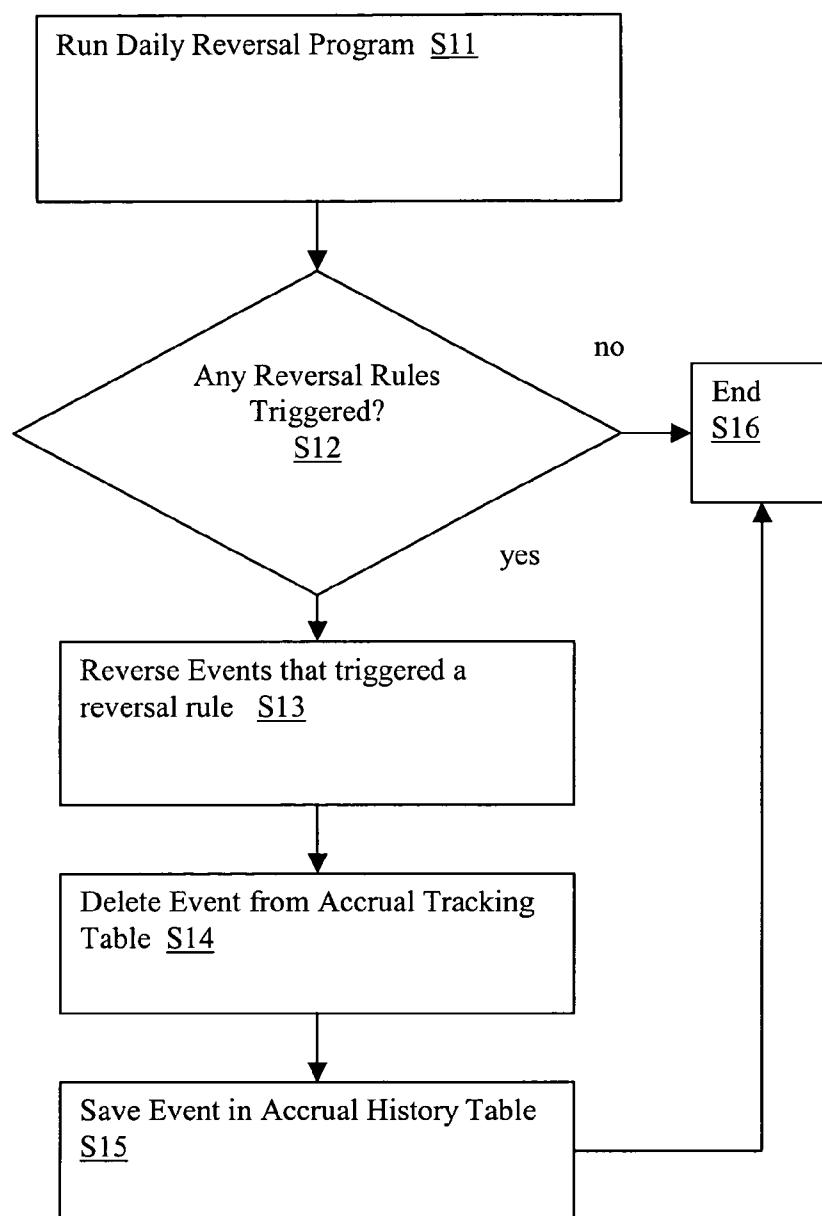 Run Daily Reversal Program S11
no
Any Reversal Rules
Triggered?
S12
End
S16
yes
Reverse Events that triggered a
reversal rule S13
Delete Event from Accrual Tracking
Table S14
Save Event in Accrual History Table
S15